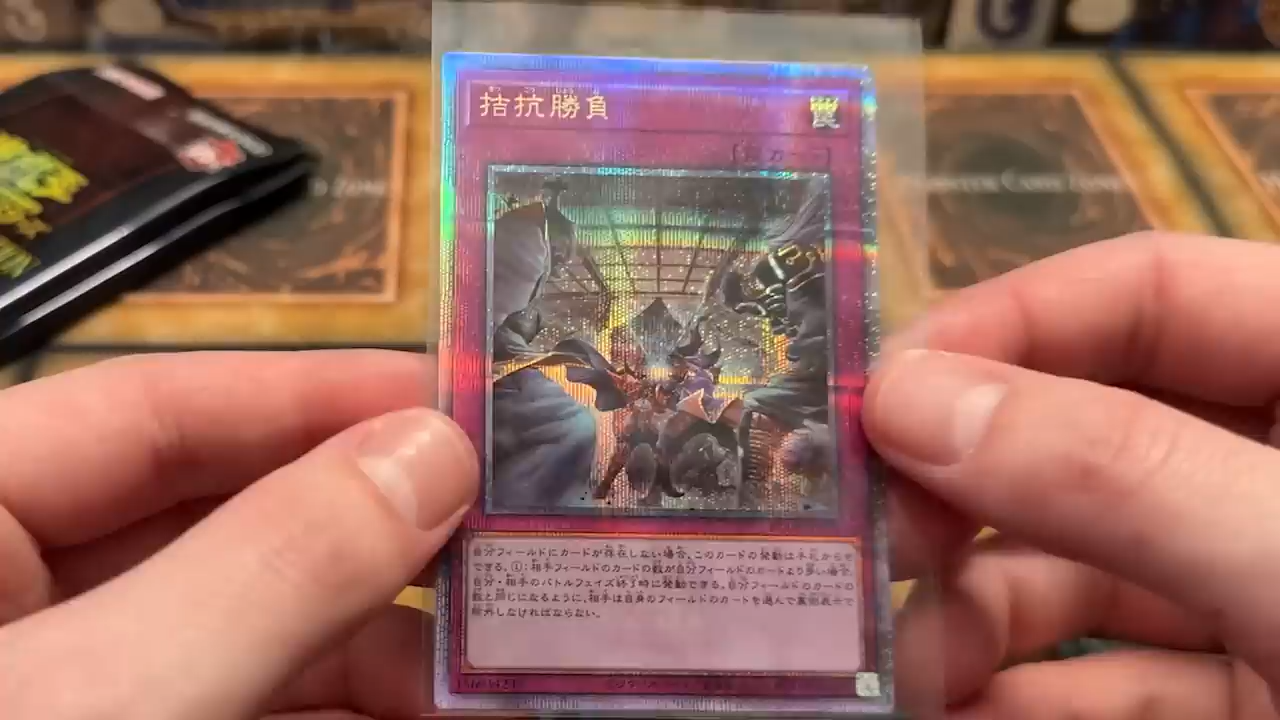 拮抗勝負
罠
自分フィールドにカードが存在しない場合、このカードの発動は手札からも
できる。①:相手フィールドのカードの数が自分フィールドのカードより多い場合、
自分・相手のバトルフェイズ終了時に発動できる。自分フィールドのカードの
数と同じになるように、相手は自身のフィールドのカードを選んで裏側表示で
除外しなければならない。